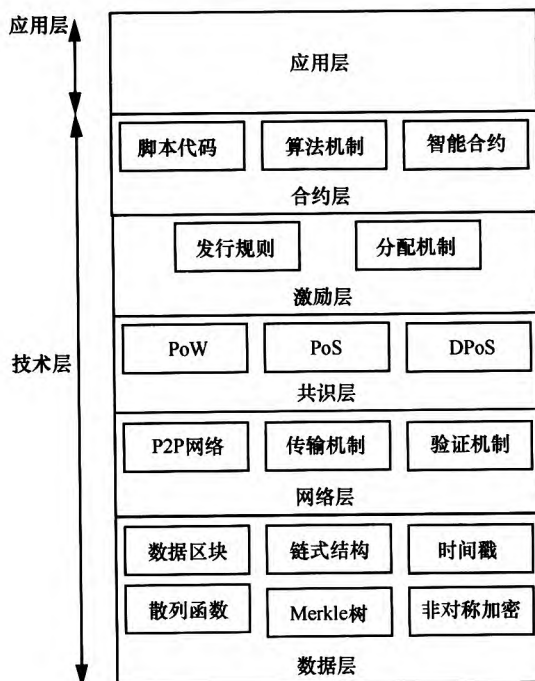 应用层
应用层
脚本代码 算法机制 智能合约
合约层
发行规则 分配机制
激励层
技术层
PoW PoS DPoS
共识层
P2P网络 传输机制 验证机制
网络层
数据区块 链式结构 时间戳
散列函数 Merkle树 非对称加密
数据层